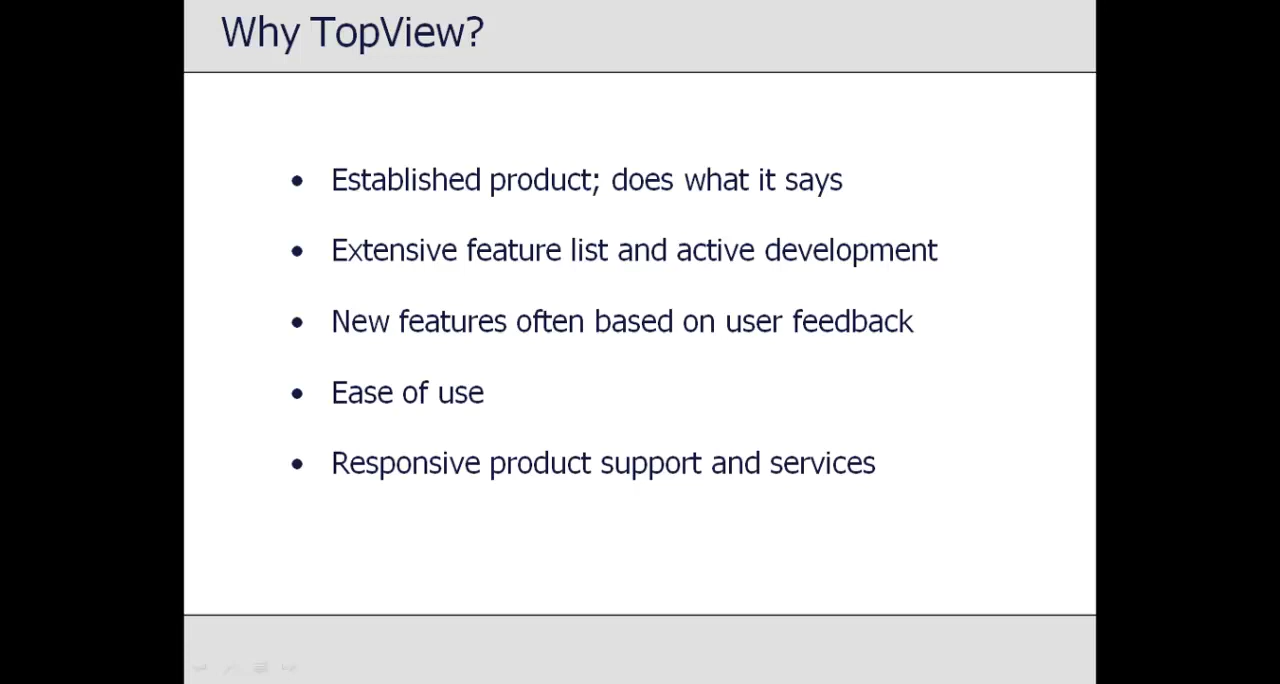 Why TopView?
• Established product; does what it says
• Extensive feature list and active development
• New features often based on user feedback
• Ease of use
• Responsive product support and services